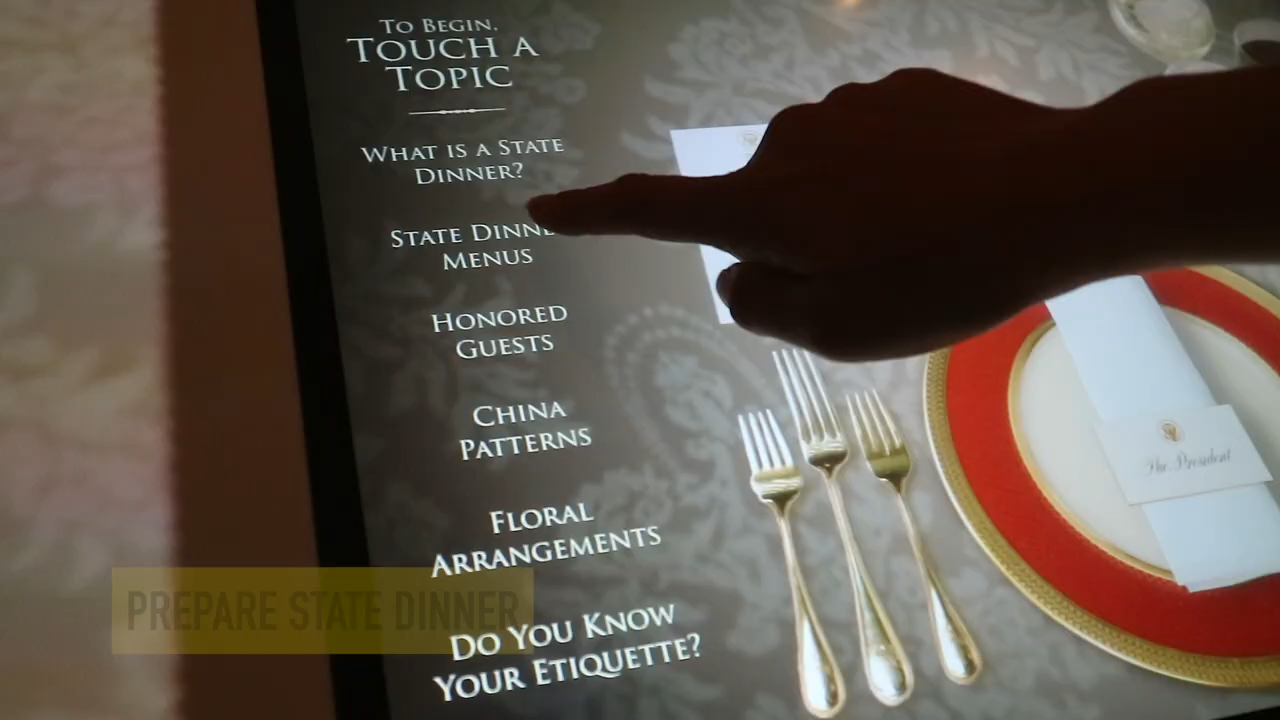 To Begin,
Touch a
Topic
What is a State
Dinner?
State Dinne
Menus
Honored
Guests
China
Patterns
Floral
Arrangements
Do You Know
Your Etiquette?
The President
PREPARE STATE DINNER